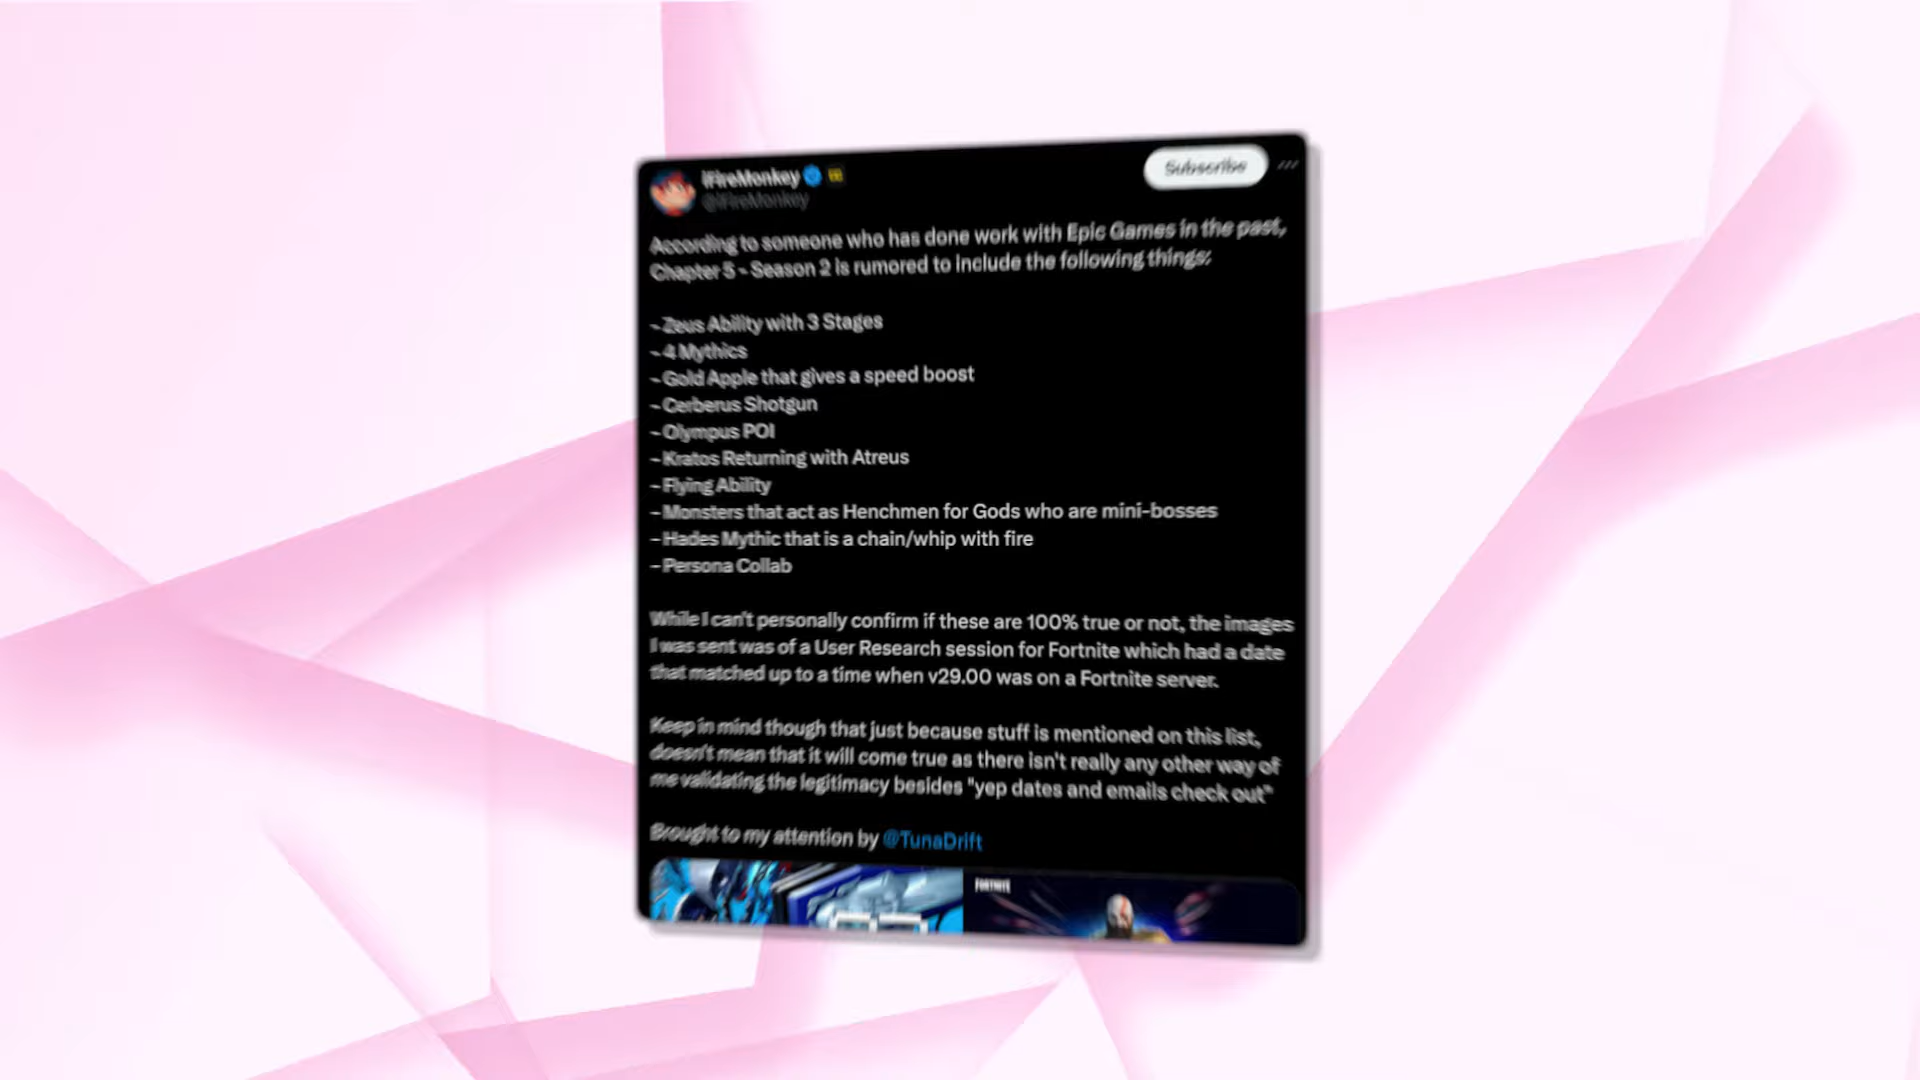 iFireMonkey
@iFireMonkey
Subscribe
According to someone who has done work with Epic Games in the past,
Chapter 5 - Season 2 is rumored to include the following things:
- Zeus Ability with 3 Stages
- 4 Mythics
- Gold Apple that gives a speed boost
- Cerberus Shotgun
- Olympus POI
- Kratos Returning with Atreus
- Flying Ability
- Monsters that act as Henchmen for Gods who are mini-bosses
- Hades Mythic that is a chain/whip with fire
- Persona Collab
While I can't personally confirm if these are 100% true or not, the images
I was sent was of a User Research session for Fortnite which had a date
that matched up to a time when v29.00 was on a Fortnite server.
Keep in mind though that just because stuff is mentioned on this list,
doesn't mean that it will come true as there isn't really any other way of
me validating the legitimacy besides "yep dates and emails check out"
Brought to my attention by @TunaDrift
FORTNITE